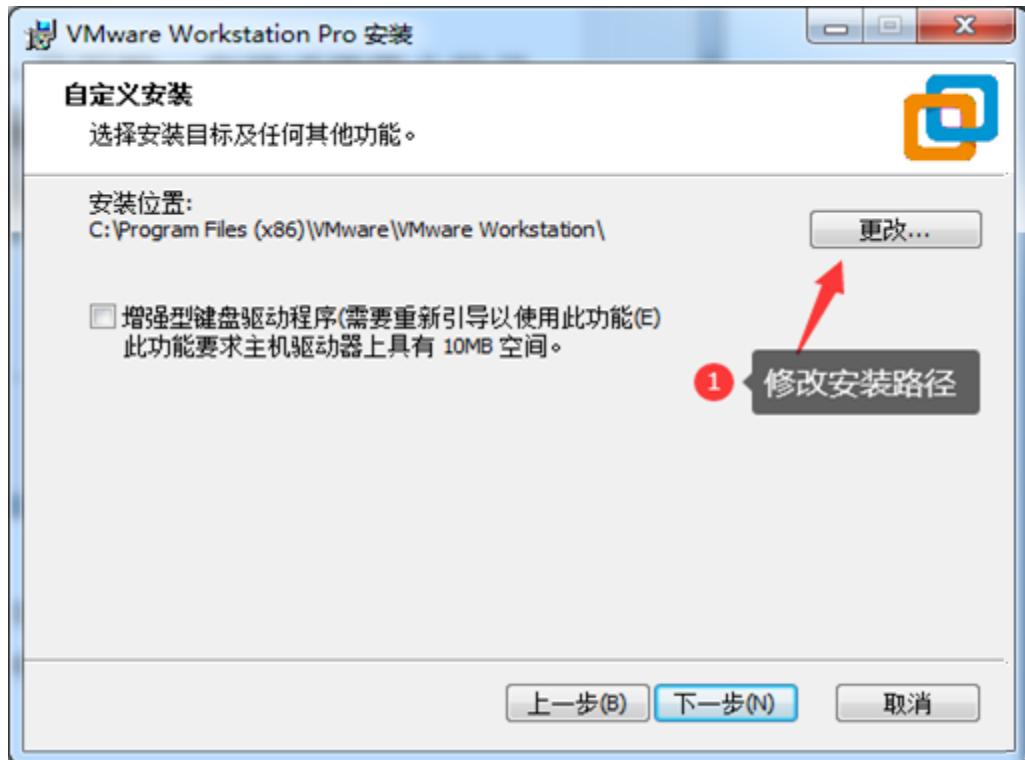 VMware Workstation Pro 安装
自定义安装
选择安装目标及任何其他功能。
安装位置:
C:\Program Files (x86)\VMware\VMware Workstation\
更改...
增强型键盘驱动程序(需要重新引导以使用此功能(E)
此功能要求主机驱动器上具有 10MB 空间。
1 修改安装路径
上一步(B) 下一步(N) 取消